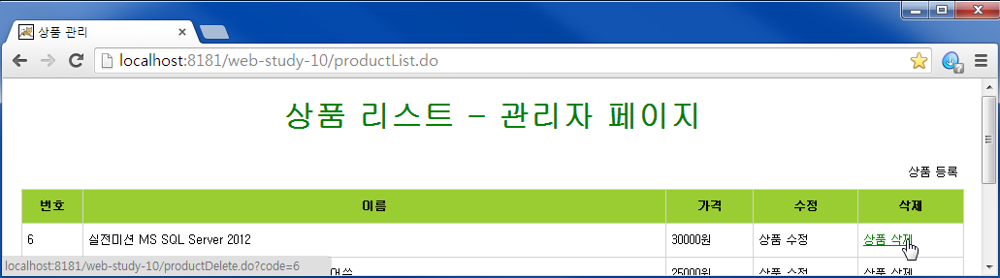 상품 관리
localhost:8181/web-study-10/productList.do
상품 리스트 - 관리자 페이지
상품 등록
번호 이름 가격 수정 삭제
6 실전미션 MS SQL Server 2012 30000원 상품 수정 상품 삭제
25000원 상품 수정 상품 삭제
localhost:8181/web-study-10/productDelete.do?code=6